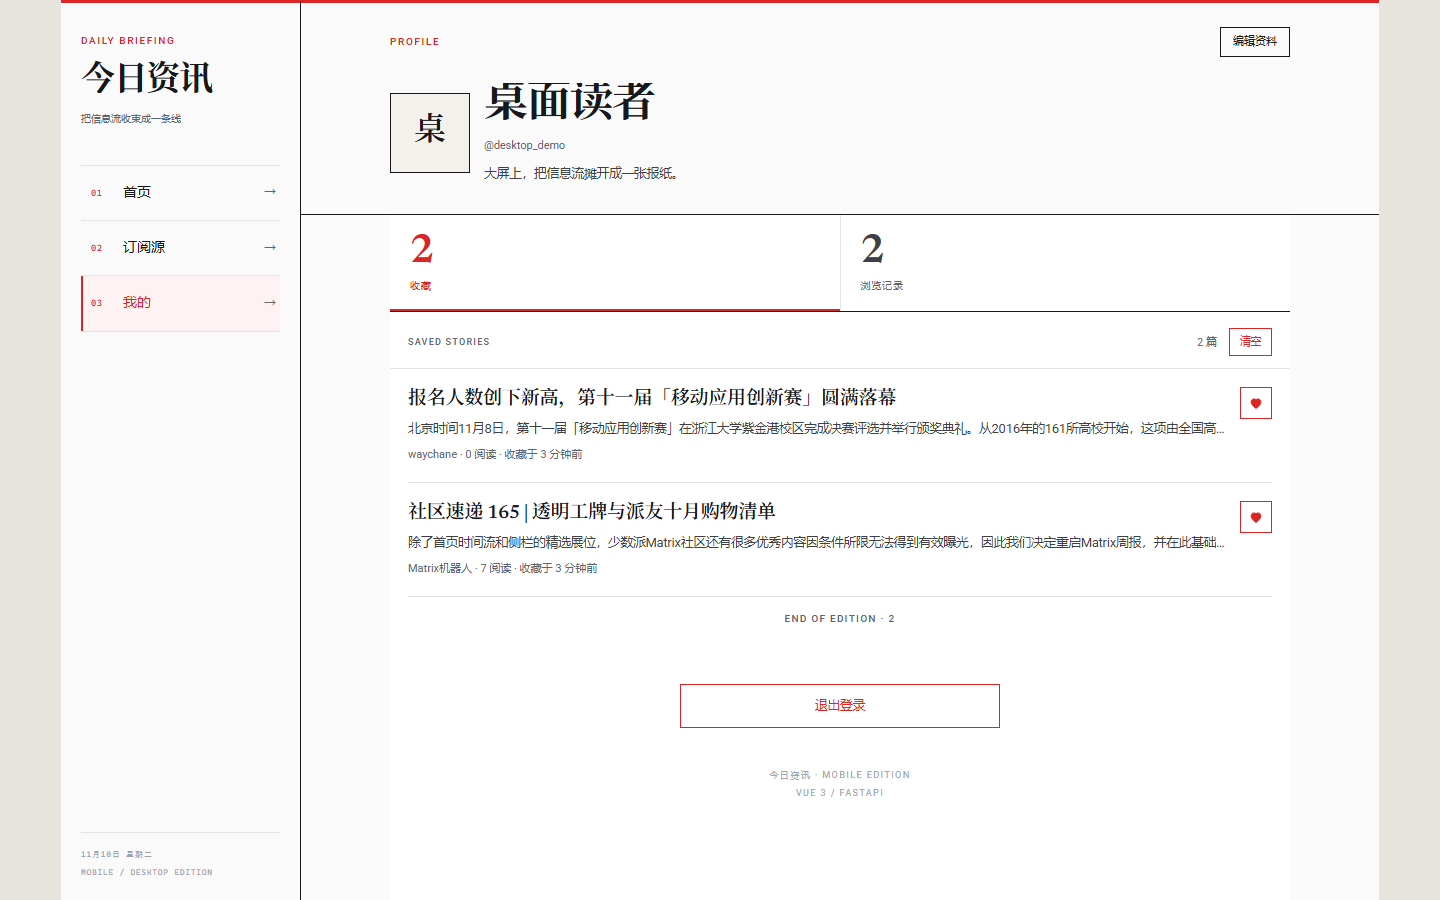 DAILY BRIEFING
今日资讯
把信息流收束成一条线
01 首页 →
02 订阅源 →
03 我的 →
11月10日 星期二
MOBILE / DESKTOP EDITION
PROFILE
编辑资料
桌
桌面读者
@desktop_demo
大屏上，把信息流摊开成一张报纸。
2
收藏
2
浏览记录
SAVED STORIES
2 篇
清空
报名人数创下新高，第十一届「移动应用创新赛」圆满落幕
北京时间11月8日，第十一届「移动应用创新赛」在浙江大学紫金港校区完成决赛评选并举行颁奖典礼。从2016年的161所高校开始，这项由全国高...
waychane · 0 阅读 · 收藏于 3 分钟前
社区速递 165 | 透明工牌与派友十月购物清单
除了首页时间流和侧栏的精选展位，少数派Matrix社区还有很多优秀内容因条件所限无法得到有效曝光，因此我们决定重启Matrix周报，并在此基础...
Matrix机器人 · 7 阅读 · 收藏于 3 分钟前
END OF EDITION · 2
退出登录
今日资讯 · MOBILE EDITION
VUE 3 / FASTAPI